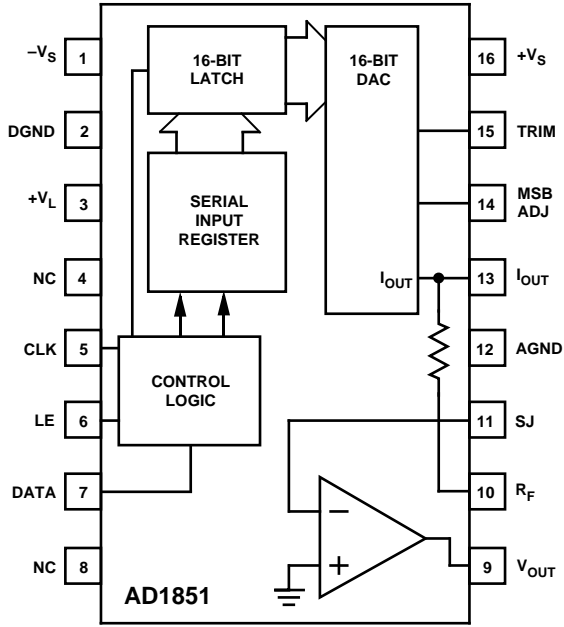 –VS 1
DGND 2
+VL 3
NC 4
CLK 5
LE 6
DATA 7
NC 8
16-BIT
LATCH
SERIAL
INPUT
REGISTER
CONTROL
LOGIC
16-BIT
DAC
IOUT
–
+
AD1851
16 +VS
15 TRIM
14 MSB
ADJ
13 IOUT
12 AGND
11 SJ
10 RF
9 VOUT